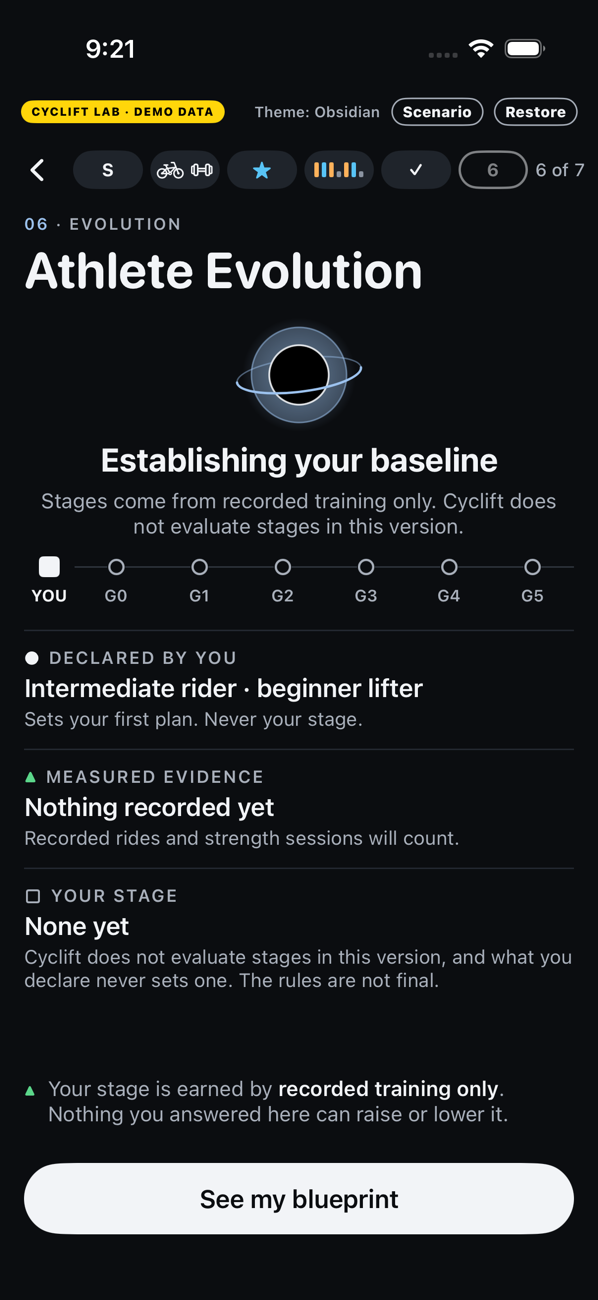 9:21
CYCLIFT LAB · DEMO DATA
Theme: Obsidian
Scenario
Restore
S
6
6 of 7
06 · EVOLUTION
Athlete Evolution
Establishing your baseline
Stages come from recorded training only. Cyclift does
not evaluate stages in this version.
YOU G0 G1 G2 G3 G4 G5
DECLARED BY YOU
Intermediate rider · beginner lifter
Sets your first plan. Never your stage.
MEASURED EVIDENCE
Nothing recorded yet
Recorded rides and strength sessions will count.
YOUR STAGE
None yet
Cyclift does not evaluate stages in this version, and what you
declare never sets one. The rules are not final.
Your stage is earned by recorded training only.
Nothing you answered here can raise or lower it.
See my blueprint